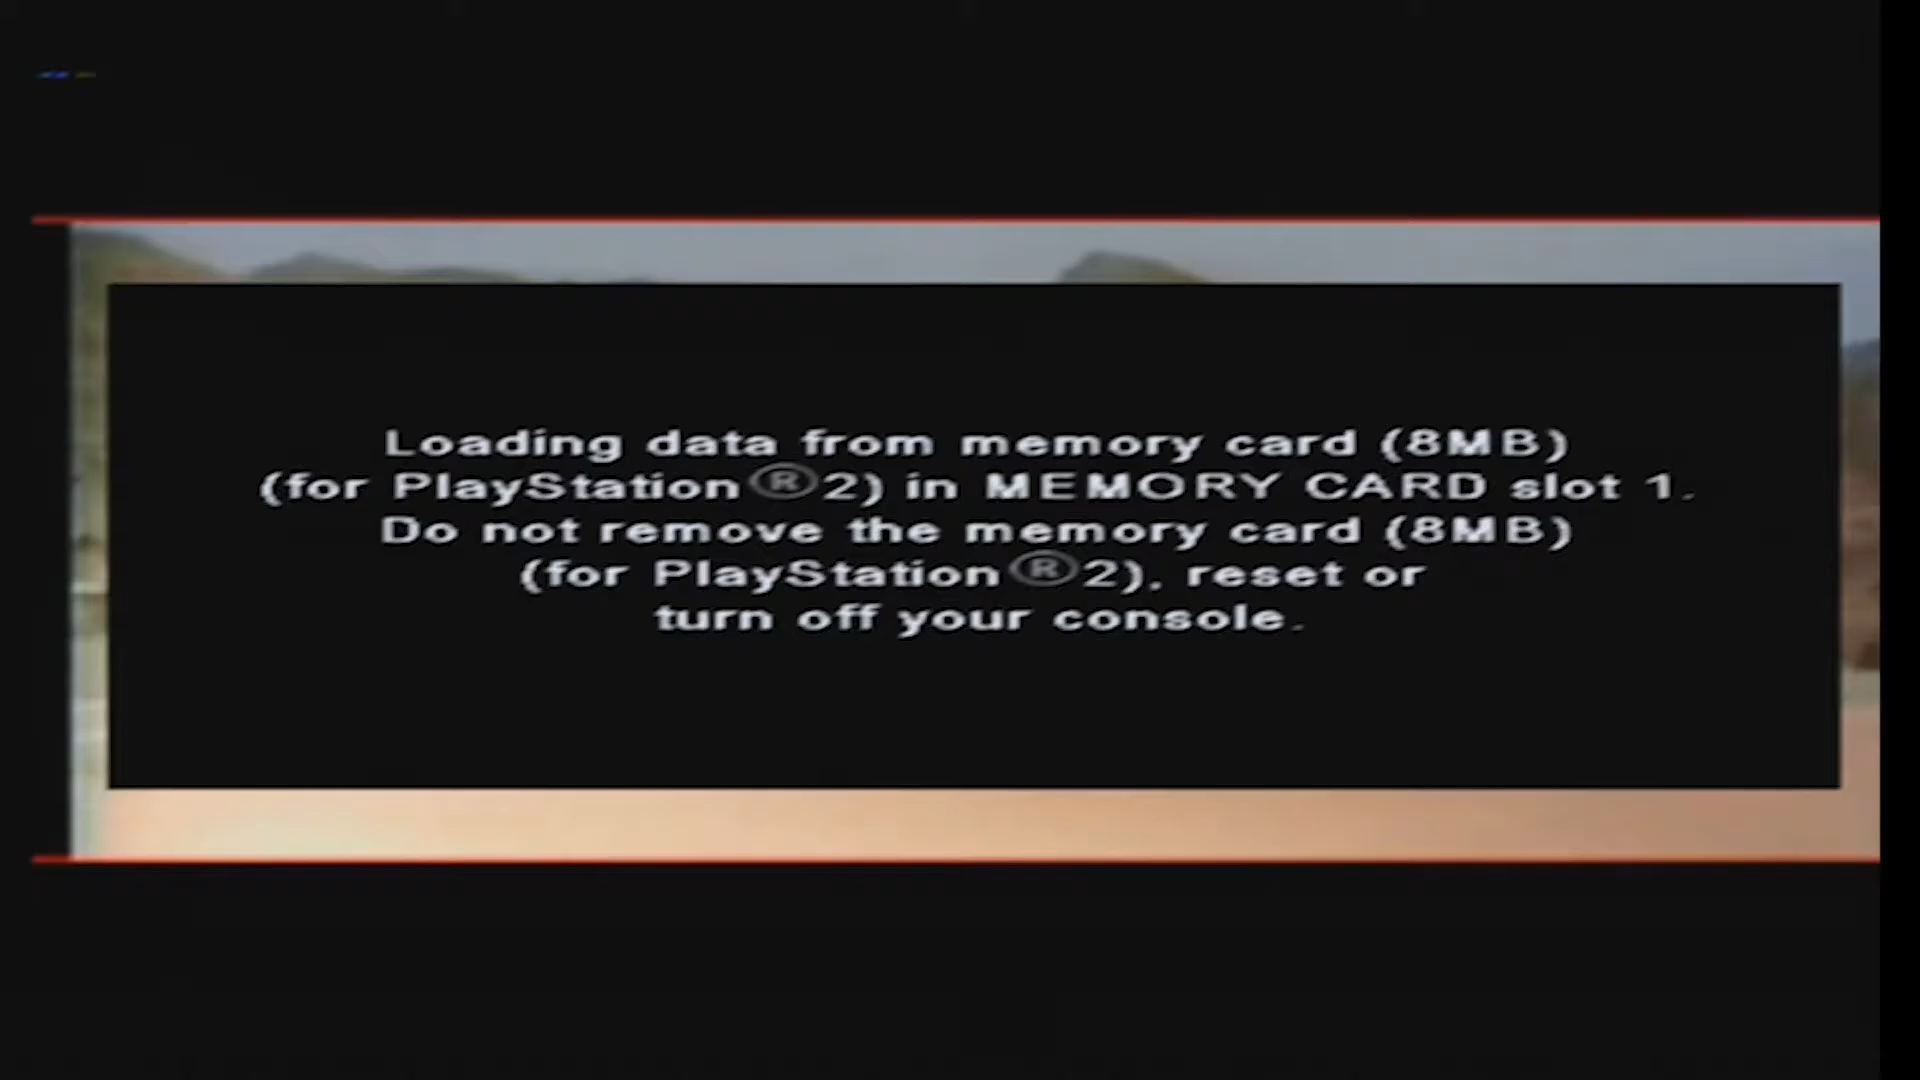 Loading data from memory card (8MB)
(for PlayStation®2) in MEMORY CARD slot 1.
Do not remove the memory card (8MB)
(for PlayStation®2), reset or
turn off your console.